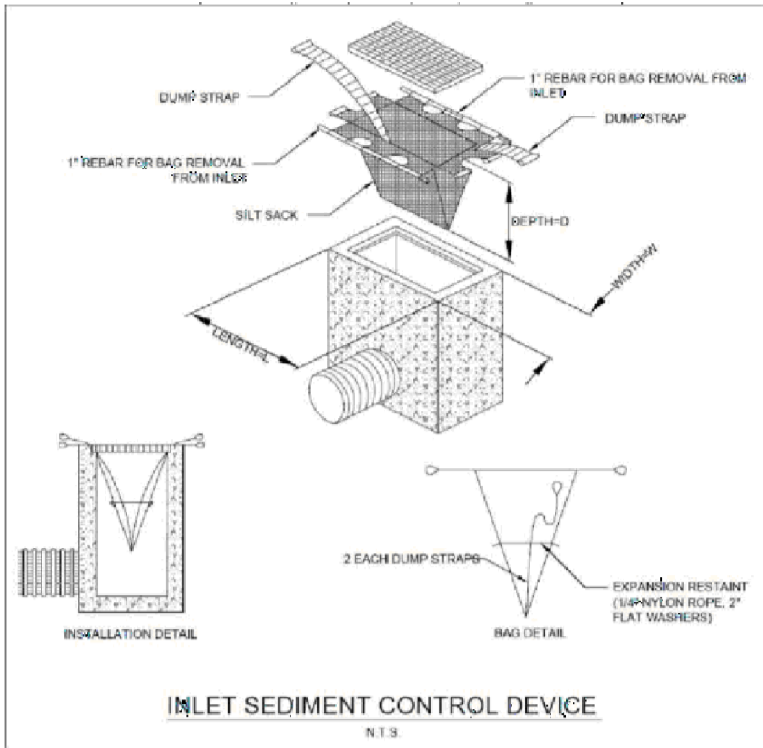 DUMP STRAP
1" REBAR FOR BAG REMOVAL FROM
INLET
DUMP STRAP
1" REBAR FOR BAG REMOVAL
FROM INLET
SILT SACK
DEPTH=D
WIDTH=W
LENGTH=L
2 EACH DUMP STRAPS
EXPANSION RESTAINT
(1/4" NYLON ROPE, 2"
FLAT WASHERS)
INSTALLATION DETAIL
BAG DETAIL
INLET SEDIMENT CONTROL DEVICE
N.T.S.